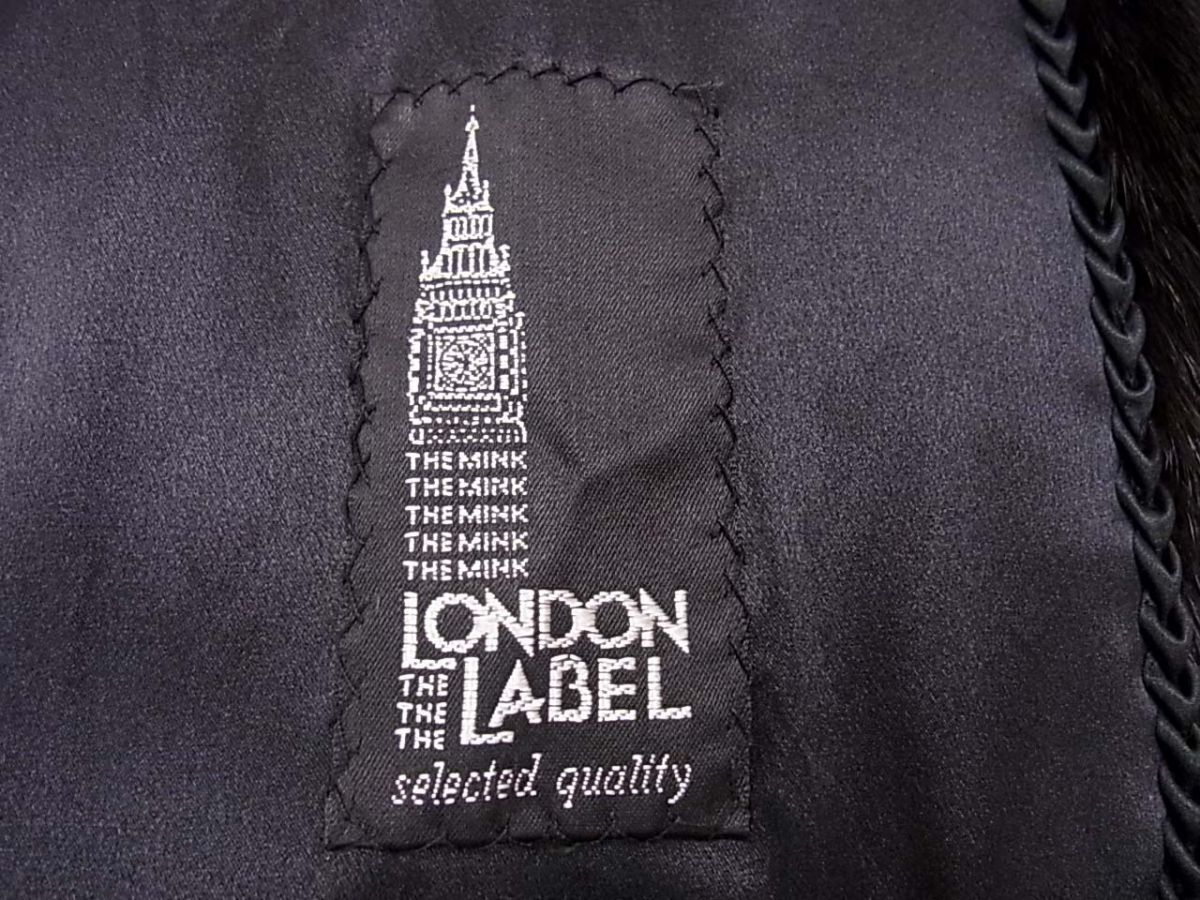 THE MINK
THE MINK
THE MINK
THE MINK
THE MINK
LONDON
THE LABEL
THE
THE
selected quality